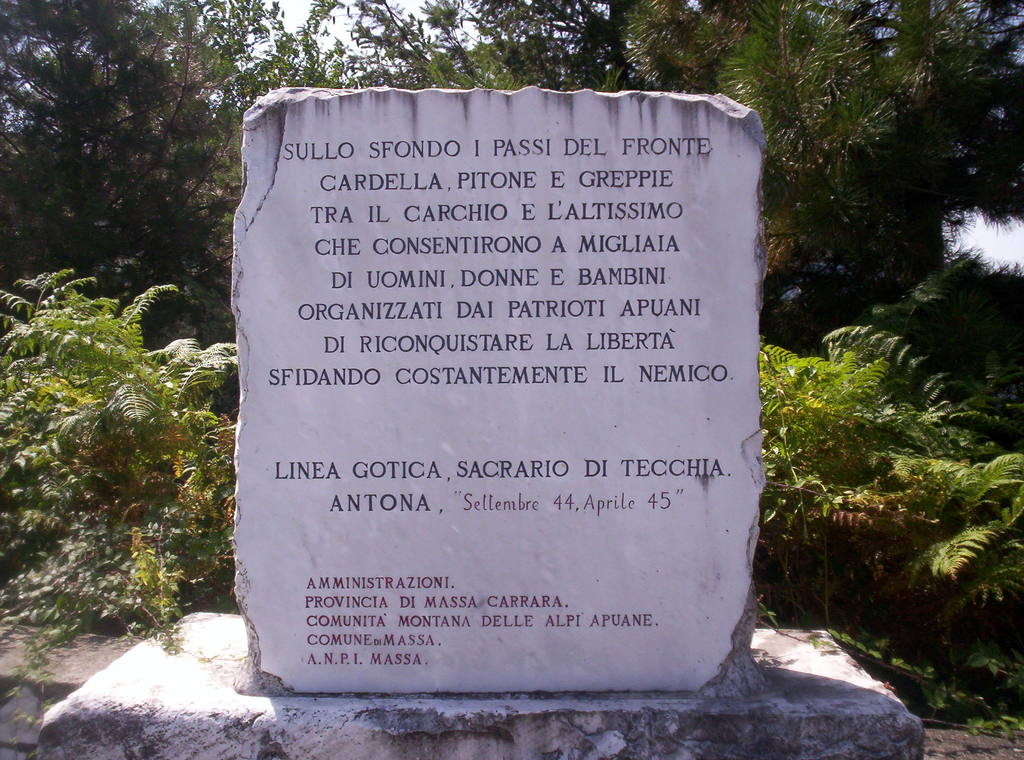 SULLO SFONDO I PASSI DEL FRONTE
CARDELLA, PITONE E GREPPIE
TRA IL CARCHIO E L'ALTISSIMO
CHE CONSENTIRONO A MIGLIAIA
DI UOMINI, DONNE E BAMBINI
ORGANIZZATI DAI PATRIOTI APUANI
DI RICONQUISTARE LA LIBERTÀ
SFIDANDO COSTANTEMENTE IL NEMICO.
LINEA GOTICA, SACRARIO DI TECCHIA.
ANTONA, "Settembre 44, Aprile 45"
AMMINISTRAZIONI.
PROVINCIA DI MASSA CARRARA.
COMUNITÀ MONTANA DELLE ALPI APUANE.
COMUNE DI MASSA.
A.N.P.I. MASSA.